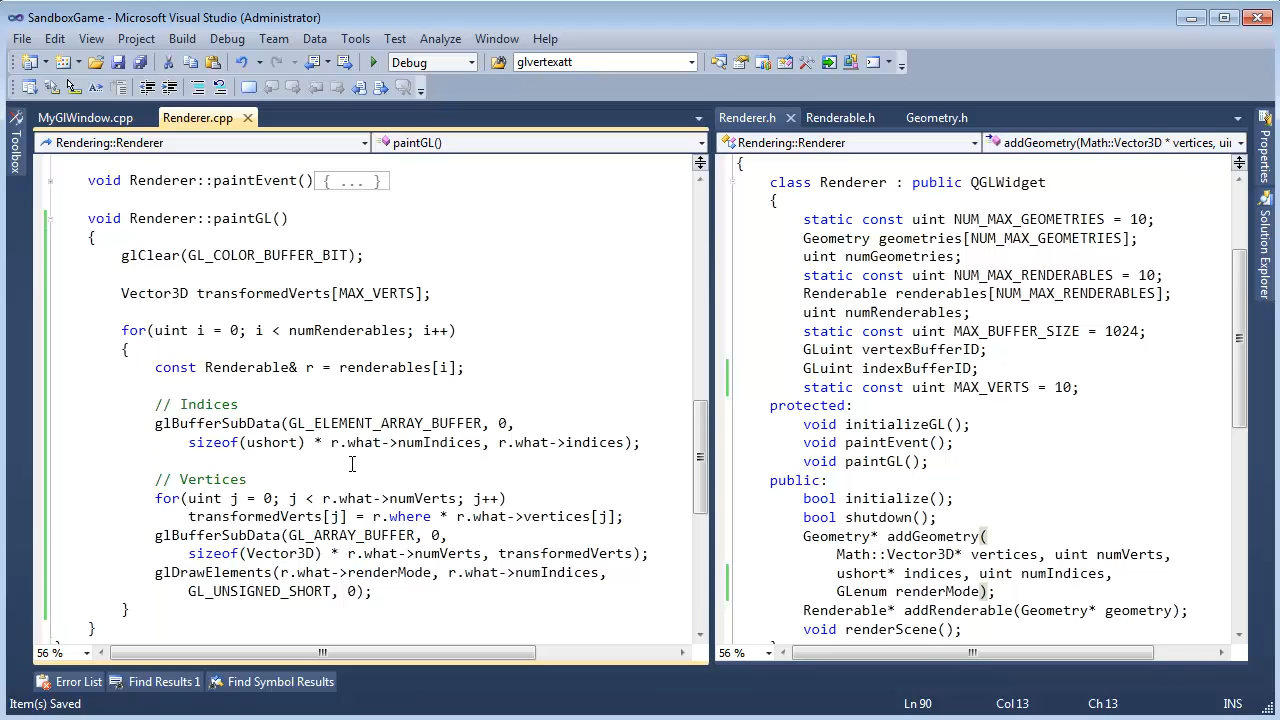 SandboxGame - Microsoft Visual Studio (Administrator)
File Edit View Project Build Debug Team Data Tools Test Analyze Window Help
Debug glvertexatt
MyGlWindow.cpp Renderer.cpp Renderer.h Renderable.h Geometry.h
Rendering::Renderer paintGL() Rendering::Renderer addGeometry(Math::Vector3D * vertices, ui
Toolbox
void Renderer::paintEvent() { ... }
void Renderer::paintGL()
{
glClear(GL_COLOR_BUFFER_BIT);
Vector3D transformedVerts[MAX_VERTS];
for(uint i = 0; i < numRenderables; i++)
{
const Renderable& r = renderables[i];
// Indices
glBufferSubData(GL_ELEMENT_ARRAY_BUFFER, 0,
sizeof(ushort) * r.what->numIndices, r.what->indices);
// Vertices
for(uint j = 0; j < r.what->numVerts; j++)
transformedVerts[j] = r.where * r.what->vertices[j];
glBufferSubData(GL_ARRAY_BUFFER, 0,
sizeof(Vector3D) * r.what->numVerts, transformedVerts);
glDrawElements(r.what->renderMode, r.what->numIndices,
GL_UNSIGNED_SHORT, 0);
}
}
56 %
{
class Renderer : public QGLWidget
{
static const uint NUM_MAX_GEOMETRIES = 10;
Geometry geometries[NUM_MAX_GEOMETRIES];
uint numGeometries;
static const uint NUM_MAX_RENDERABLES = 10;
Renderable renderables[NUM_MAX_RENDERABLES];
uint numRenderables;
static const uint MAX_BUFFER_SIZE = 1024;
GLuint vertexBufferID;
GLuint indexBufferID;
static const uint MAX_VERTS = 10;
protected:
void initializeGL();
void paintEvent();
void paintGL();
public:
bool initialize();
bool shutdown();
Geometry* addGeometry(
Math::Vector3D* vertices, uint numVerts,
ushort* indices, uint numIndices,
GLenum renderMode);
Renderable* addRenderable(Geometry* geometry);
void renderScene();
56 %
Properties
Solution Explorer
Error List Find Results 1 Find Symbol Results
Item(s) Saved Ln 90 Col 13 Ch 13 INS